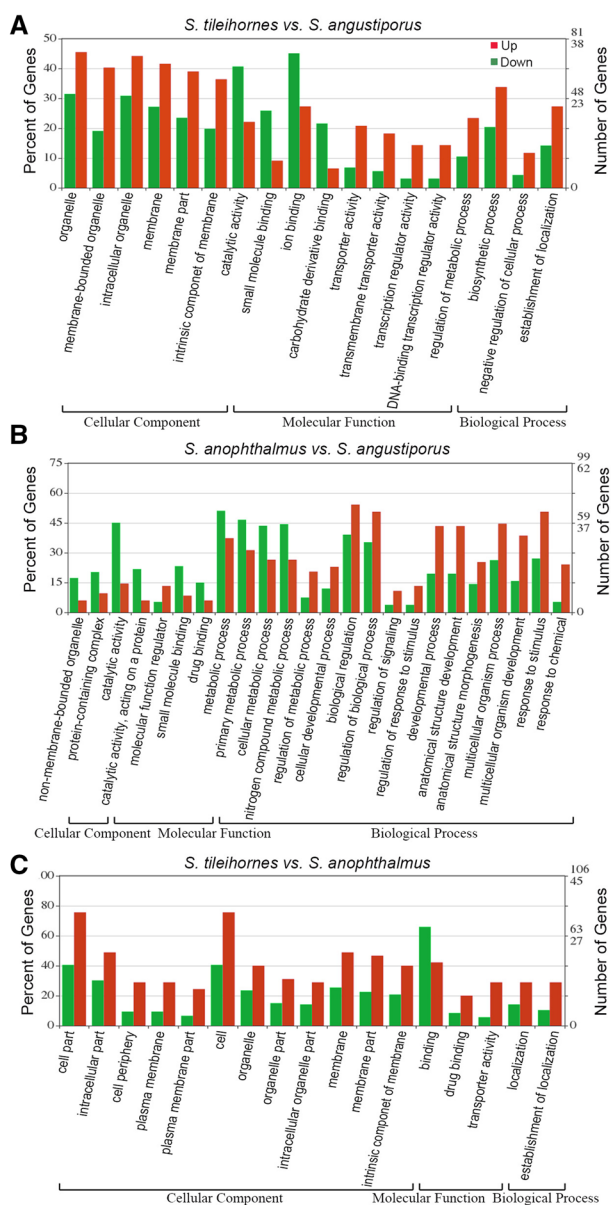 A
S. tileihornes vs. S. angustiporus
Up
Down
Percent of Genes
50
40
30
20
10
0
81
38
48
23
0
Number of Genes
organelle
membrane-bounded organelle
intracellular organelle
membrane
membrane part
intrinsic componet of membrane
catalytic activity
small molecule binding
ion binding
carbohydrate derivative binding
transporter activity
transmembrane transporter activity
transcription regulator activity
DNA-binding transcription regulator activity
regulation of metabolic process
biosynthetic process
negative regulation of cellular process
establishment of localization
Cellular Component
Molecular Function
Biological Process
B
S. anophthalmus vs. S. angustiporus
Percent of Genes
75
60
45
30
15
0
99
62
59
37
0
Number of Genes
non-membrane-bounded organelle
protein-containing complex
catalytic activity
catalytic activity, acting on a protein
molecular function regulator
small molecule binding
drug binding
metabolic process
primary metabolic process
cellular metabolic process
nitrogen compound metabolic process
regulation of metabolic process
cellular developmental process
biological regulation
regulation of biological process
regulation of signaling
regulation of response to stimulus
developmental process
anatomical structure development
anatomical structure morphogenesis
multicellular organism process
multicellular organism development
response to stimulus
response to chemical
Cellular Component
Molecular Function
Biological Process
C
S. tileihornes vs. S. anophthalmus
Percent of Genes
00
80
60
40
20
0
106
45
63
27
0
Number of Genes
cell part
intracellular part
cell periphery
plasma membrane
plasma membrane part
cell
organelle
organelle part
intracellular organelle part
membrane
membrane part
intrinsic componet of membrane
binding
drug binding
transporter activity
localization
establishment of localization
Cellular Component
Molecular Function
Biological Process